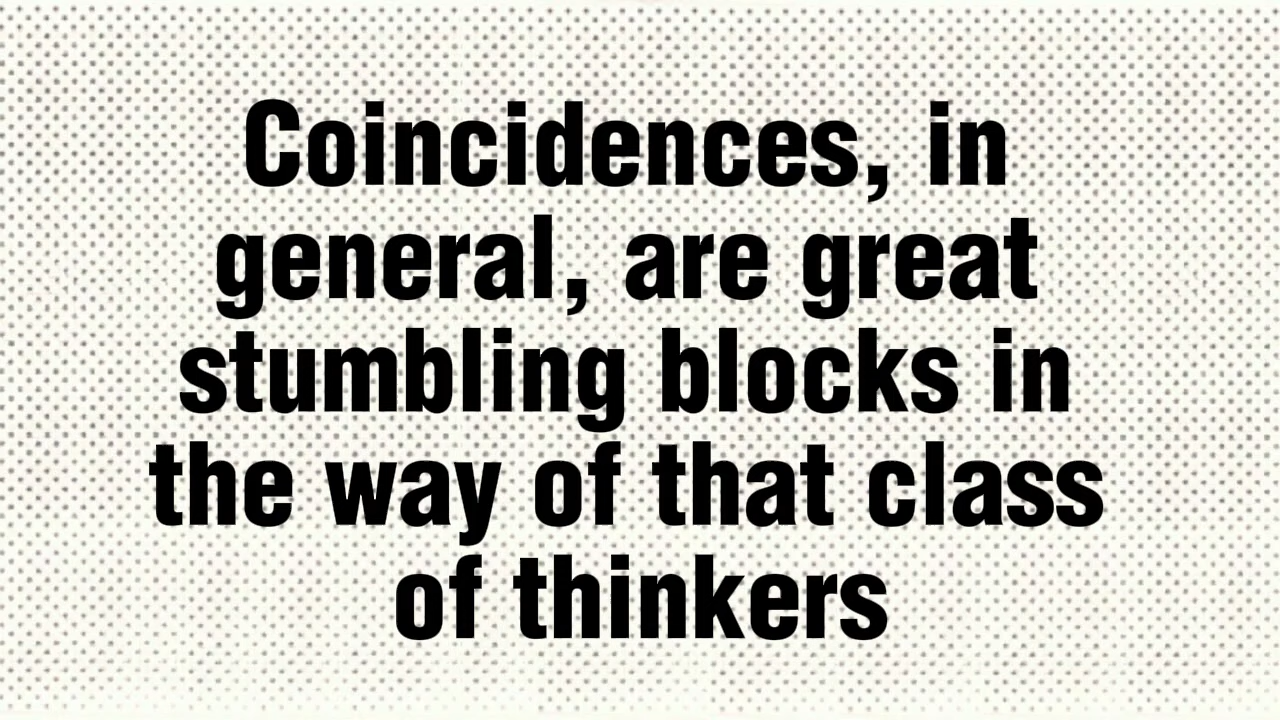 Coincidences, in
general, are great
stumbling blocks in
the way of that class
of thinkers